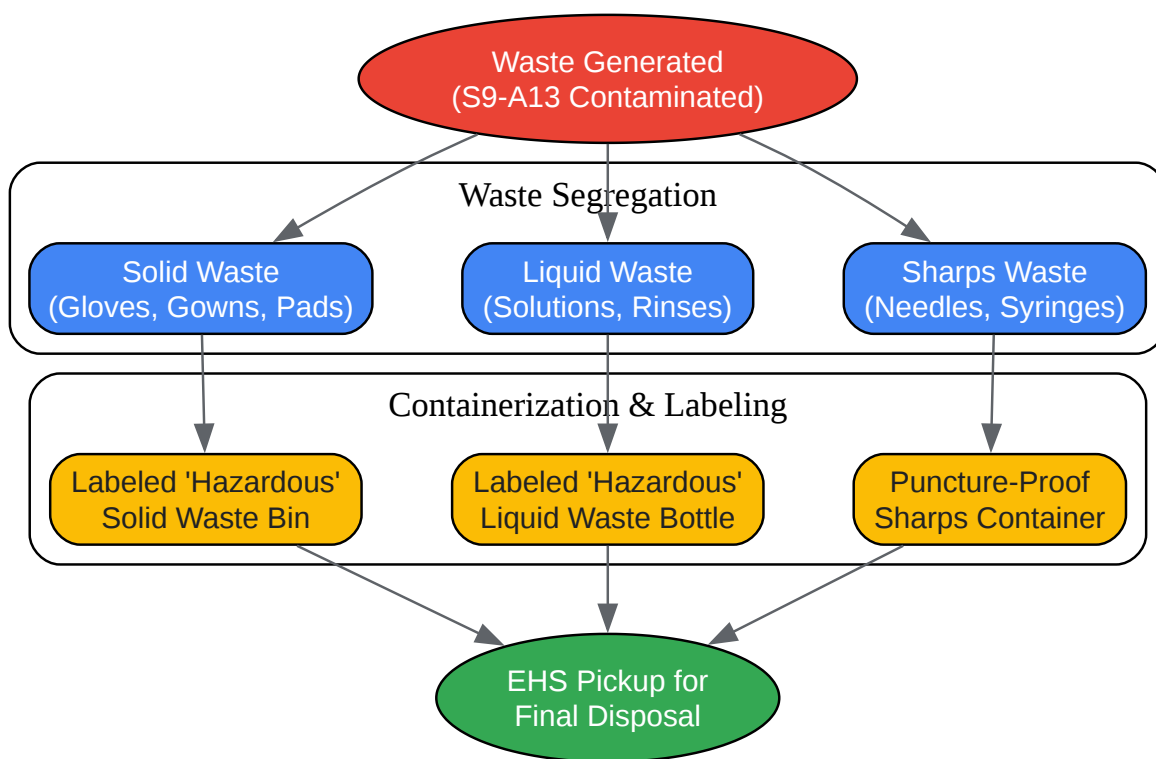 Waste Generated
(S9-A13 Contaminated)
Waste Segregation
Solid Waste
(Gloves, Gowns, Pads)
Liquid Waste
(Solutions, Rinses)
Sharps Waste
(Needles, Syringes)
Containerization & Labeling
Labeled 'Hazardous'
Solid Waste Bin
Labeled 'Hazardous'
Liquid Waste Bottle
Puncture-Proof
Sharps Container
EHS Pickup for
Final Disposal